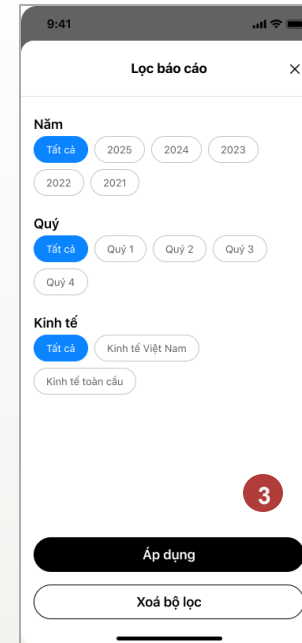 9:41
Lọc báo cáo
Năm
Tất cả 2025 2024 2023
2022 2021
Quý
Tất cả Quý 1 Quý 2 Quý 3
Quý 4
Kinh tế
Tất cả Kinh tế Việt Nam
Kinh tế toàn cầu
3
Áp dụng
Xoá bộ lọc